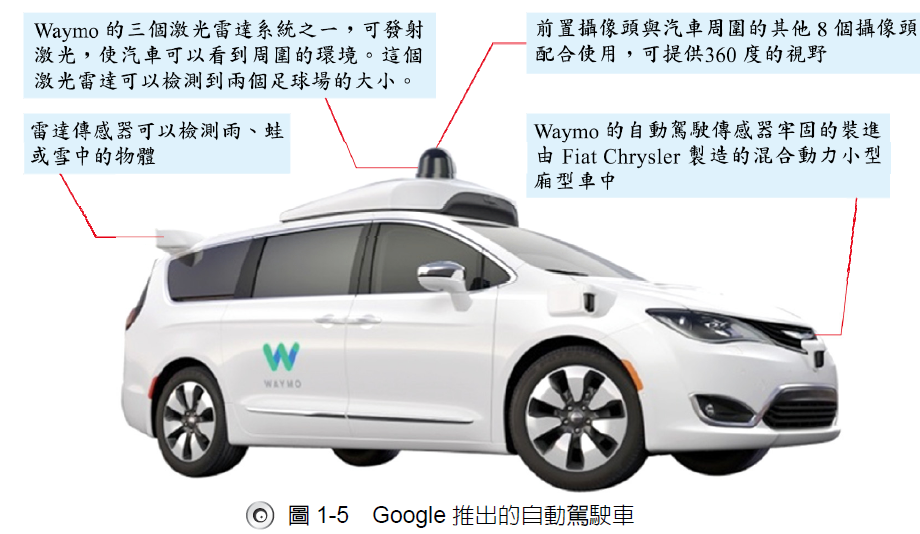 Waymo 的三個激光雷達系統之一，可發射
激光，使汽車可以看到周圍的環境。這個
激光雷達可以檢測到兩個足球場的大小。
前置攝像頭與汽車周圍的其他 8 個攝像頭
配合使用，可提供360 度的視野
雷達傳感器可以檢測雨、蛙
或雪中的物體
Waymo 的自動駕駛傳感器牢固的裝進
由 Fiat Chrysler 製造的混合動力小型
廂型車中
WAYMO
圖 1-5 Google 推出的自動駕駛車